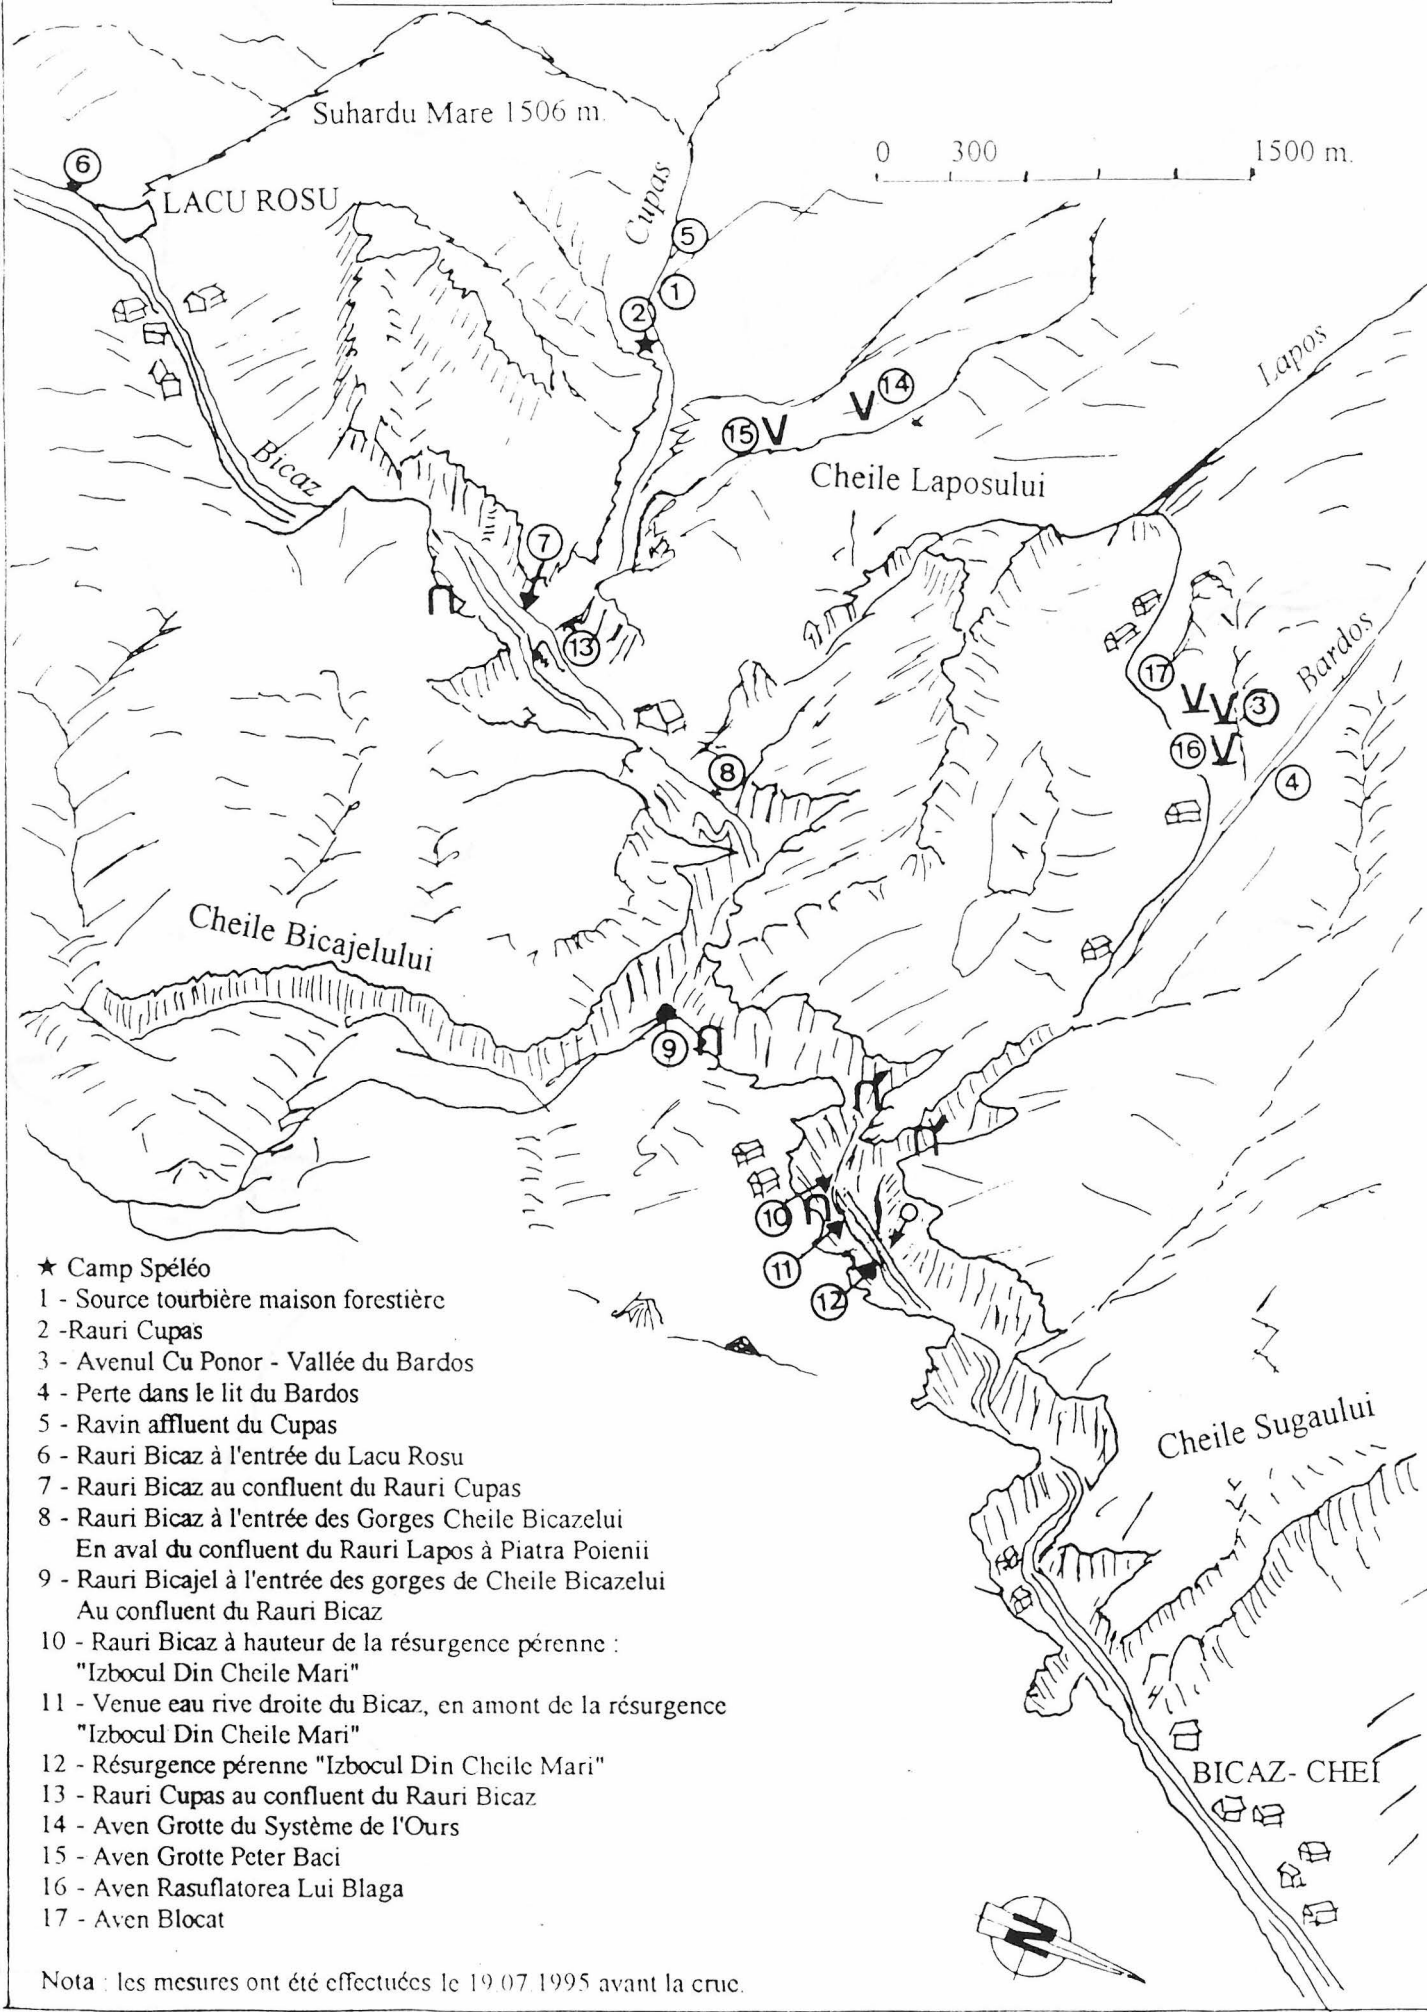 Suhardu Mare 1506 m.
0 300 1500 m.
6
LACU ROSU
Cupas
5
1
2
Lapos
14
15
Bicaz
Cheile Laposului
7
13
Bardos
17
3
16
4
8
Cheile Bicajelului
9
10
11
12
★ Camp Spéléo
1 - Source tourbière maison forestière
2 -Rauri Cupas
3 - Avenul Cu Ponor - Vallée du Bardos
4 - Perte dans le lit du Bardos
5 - Ravin affluent du Cupas
6 - Rauri Bicaz à l'entrée du Lacu Rosu
7 - Rauri Bicaz au confluent du Rauri Cupas
8 - Rauri Bicaz à l'entrée des Gorges Cheile Bicazelui
En aval du confluent du Rauri Lapos à Piatra Poienii
9 - Rauri Bicajel à l'entrée des gorges de Cheile Bicazelui
Au confluent du Rauri Bicaz
10 - Rauri Bicaz à hauteur de la résurgence pérenne :
"Izbocul Din Cheile Mari"
11 - Venue eau rive droite du Bicaz, en amont de la résurgence
"Izbocul Din Cheile Mari"
12 - Résurgence pérenne "Izbocul Din Cheile Mari"
13 - Rauri Cupas au confluent du Rauri Bicaz
14 - Aven Grotte du Système de l'Ours
15 - Aven Grotte Peter Baci
16 - Aven Rasuflatorea Lui Blaga
17 - Aven Blocat
Cheile Sugaului
BICAZ- CHEI
N
Nota : les mesures ont été effectuées le 19.07.1995 avant la crue.